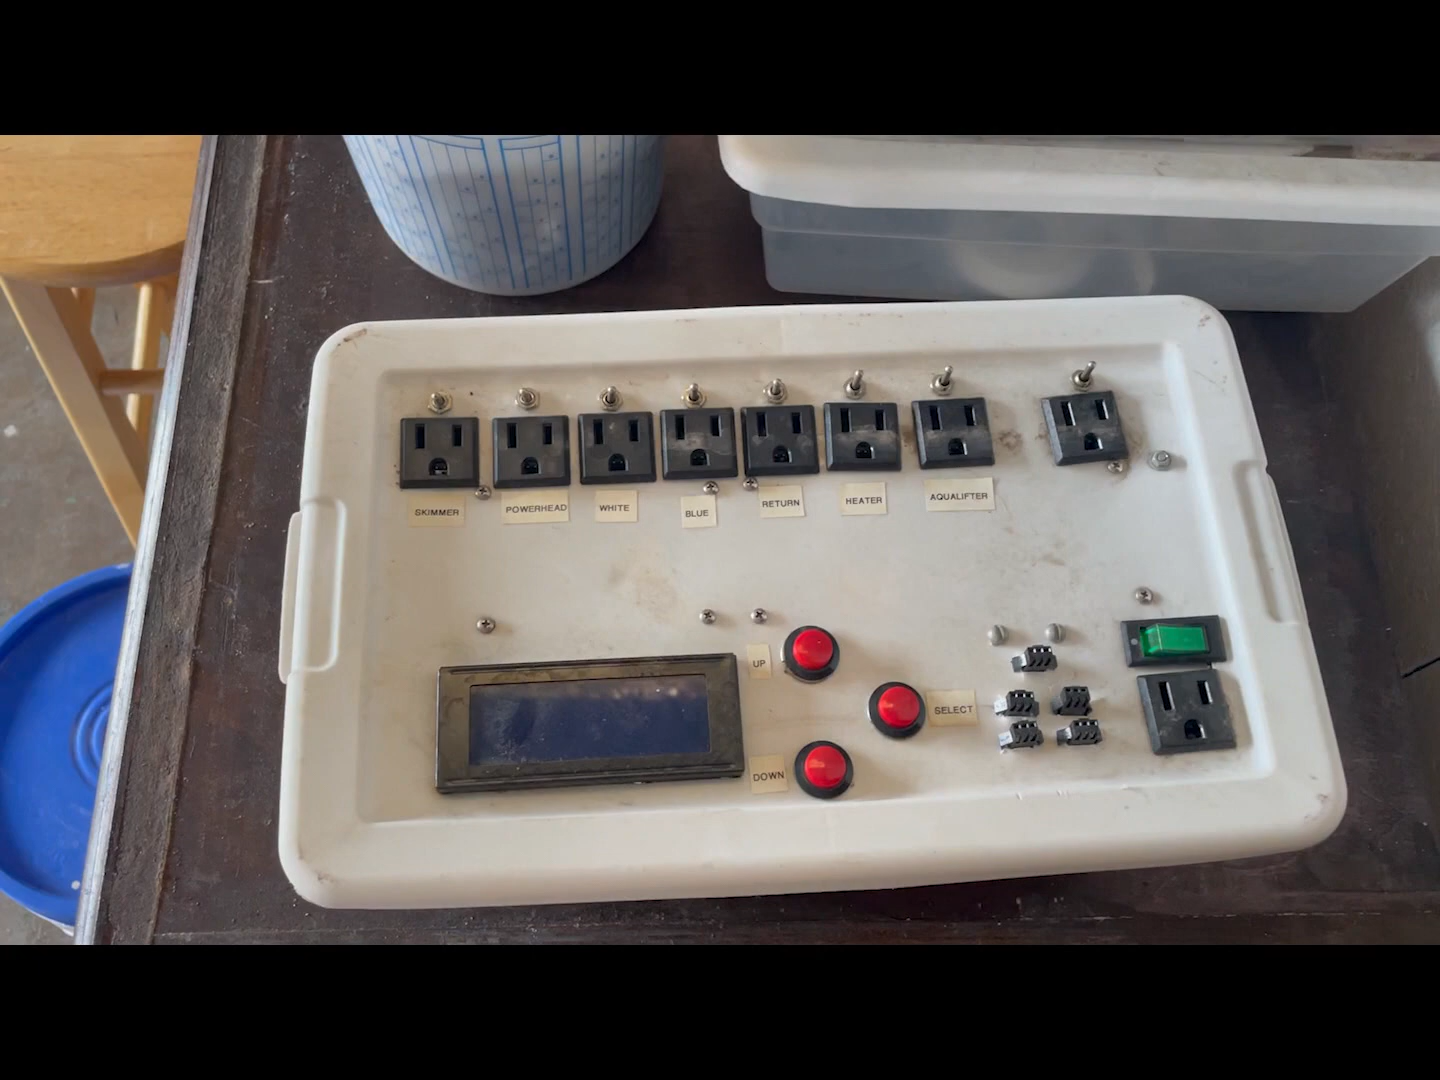 SKIMMER
POWERHEAD
WHITE
BLUE
RETURN
HEATER
AQUALIFTER
UP
SELECT
DOWN